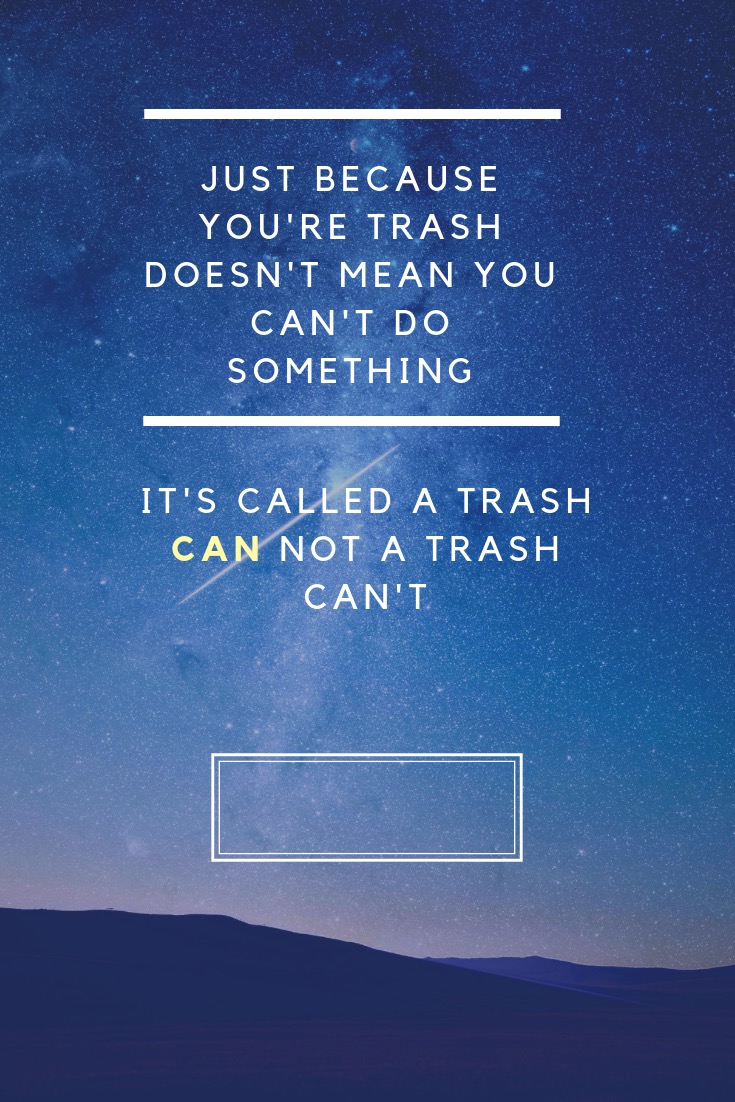 JUST BECAUSE
YOU'RE TRASH
DOESN'T MEAN YOU
CAN'T DO
SOMETHING
IT'S CALLED A TRASH
CAN NOT A TRASH
CAN'T